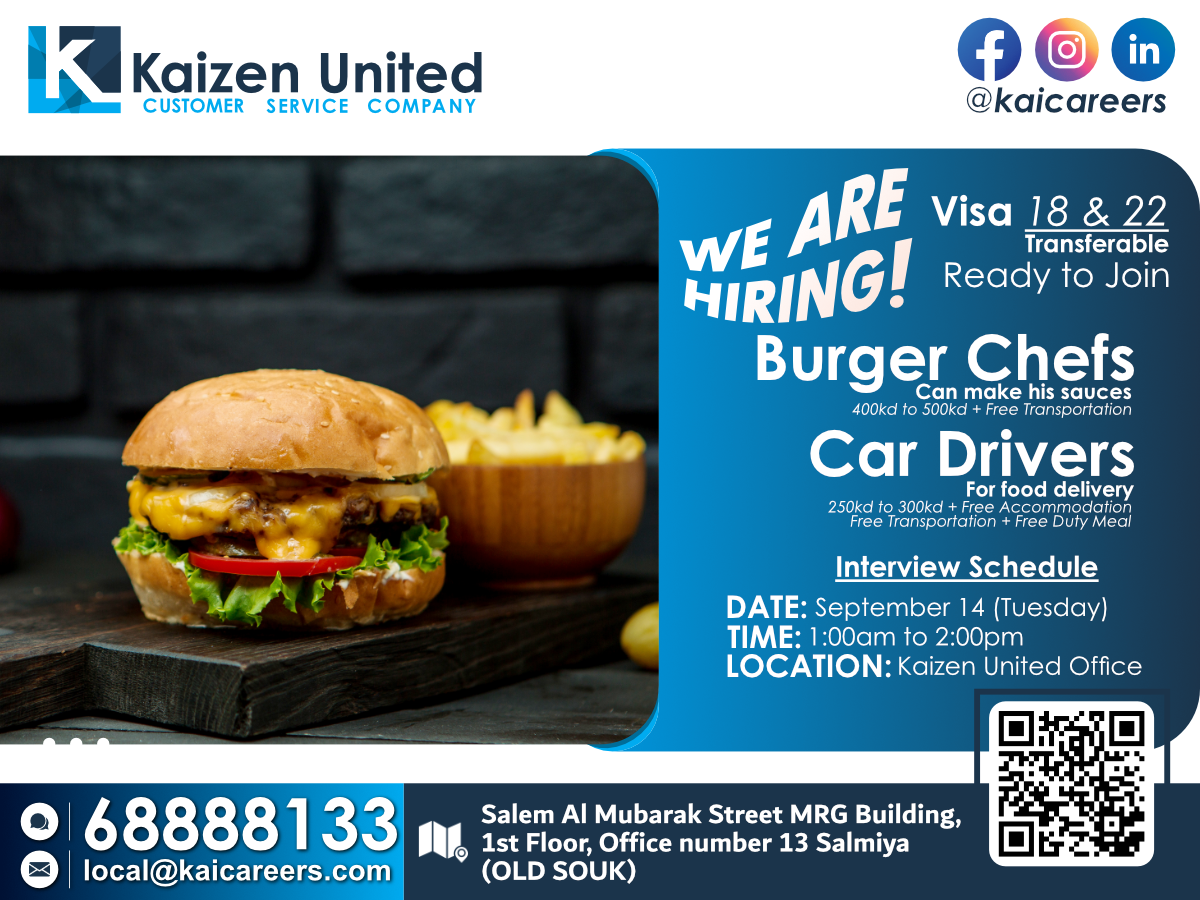 K
Kaizen United
CUSTOMER SERVICE COMPANY
f
in
@kaicareers
WE ARE
HIRING!
Visa 18 & 22
Transferable
Ready to Join
Burger Chefs
Can make his sauces
400kd to 500kd + Free Transportation
Car Drivers
For food delivery
250kd to 300kd + Free Accommodation
Free Transportation + Free Duty Meal
Interview Schedule
DATE: September 14 (Tuesday)
TIME: 1:00am to 2:00pm
LOCATION: Kaizen United Office
68888133
local@kaicareers.com
Salem Al Mubarak Street MRG Building,
1st Floor, Office number 13 Salmiya
(OLD SOUK)